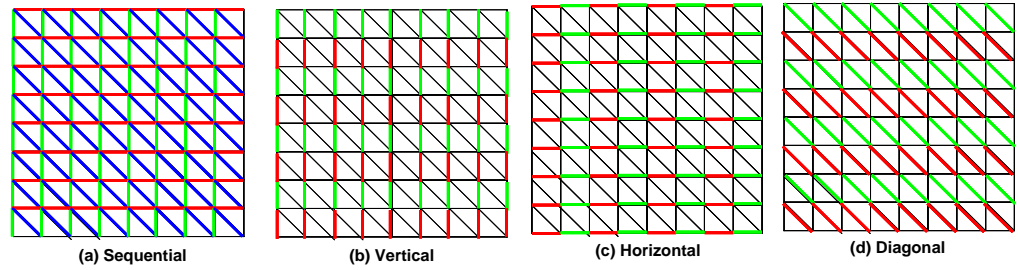 (a) Sequential
(b) Vertical
(c) Horizontal
(d) Diagonal